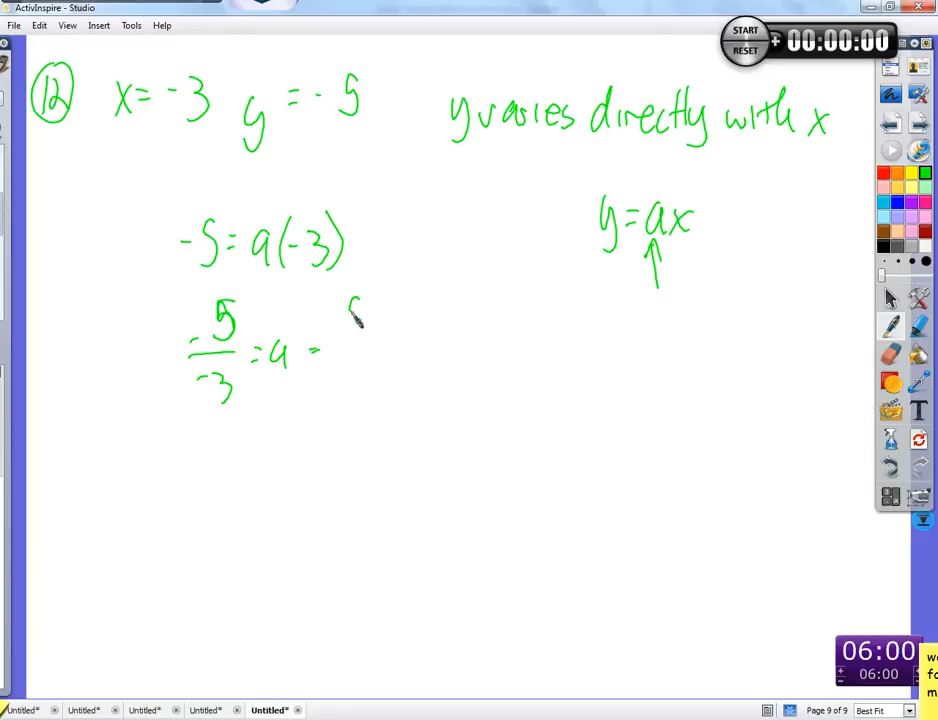 ActivInspire - Studio
File Edit View Insert Tools Help
START
RESET
00:00:00
12 x = -3 y = -5 y varies directly with x
-5 = a(-3)
y = ax
-5
-3
= a =
06:00
06:00
Untitled* Untitled* Untitled* Untitled* Untitled* Page 9 of 9 Best Fit